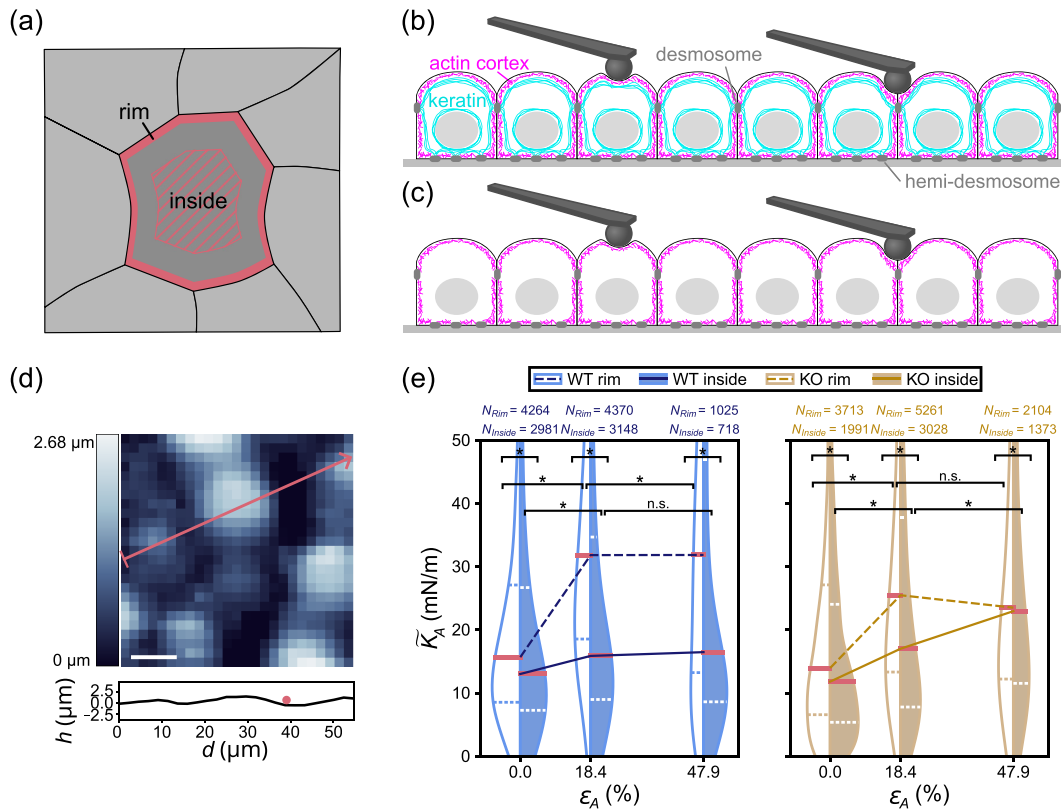 (a)
rim
inside
(b)
desmosome
actin cortex
keratin
hemi-desmosome
(c)
(d)
2.68 µm
0 µm
h (µm)
2.5
0.0
−2.5
0 10 20 30 40 50
d (µm)
(e)
WT rim WT inside KO rim KO inside
N_Rim = 4264 N_Rim = 4370 N_Rim = 1025
N_Inside = 2981 N_Inside = 3148 N_Inside = 718
N_Rim = 3713 N_Rim = 5261 N_Rim = 2104
N_Inside = 1991 N_Inside = 3028 N_Inside = 1373
K̃_A (mN/m)
50
40
30
20
10
0
* * *
* *
* n.s.
0.0 18.4 47.9
ε_A (%)
* * *
* n.s.
* *
0.0 18.4 47.9
ε_A (%)